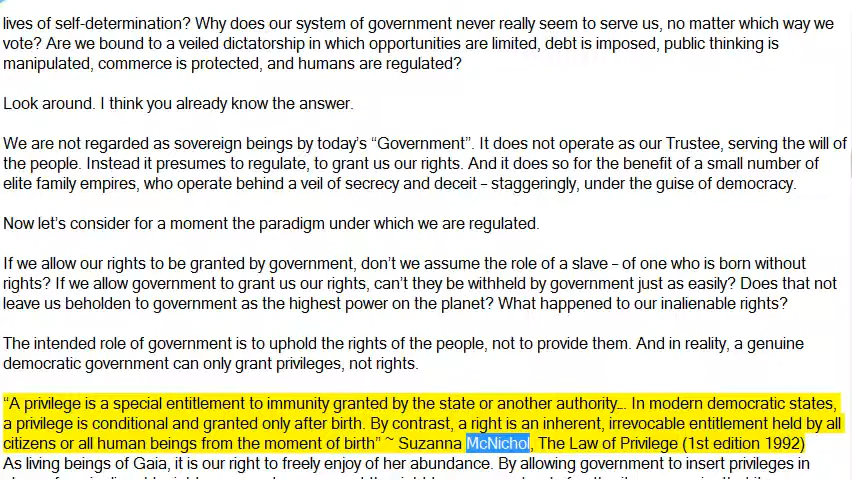 lives of self-determination? Why does our system of government never really seem to serve us, no matter which way we
vote? Are we bound to a veiled dictatorship in which opportunities are limited, debt is imposed, public thinking is
manipulated, commerce is protected, and humans are regulated?
Look around. I think you already know the answer.
We are not regarded as sovereign beings by today's “Government”. It does not operate as our Trustee, serving the will of
the people. Instead it presumes to regulate, to grant us our rights. And it does so for the benefit of a small number of
elite family empires, who operate behind a veil of secrecy and deceit – staggeringly, under the guise of democracy.
Now let's consider for a moment the paradigm under which we are regulated.
If we allow our rights to be granted by government, don't we assume the role of a slave – of one who is born without
rights? If we allow government to grant us our rights, can't they be withheld by government just as easily? Does that not
leave us beholden to government as the highest power on the planet? What happened to our inalienable rights?
The intended role of government is to uphold the rights of the people, not to provide them. And in reality, a genuine
democratic government can only grant privileges, not rights.
“A privilege is a special entitlement to immunity granted by the state or another authority… In modern democratic states,
a privilege is conditional and granted only after birth. By contrast, a right is an inherent, irrevocable entitlement held by all
citizens or all human beings from the moment of birth” ~ Suzanna McNichol, The Law of Privilege (1st edition 1992)
As living beings of Gaia, it is our right to freely enjoy of her abundance. By allowing government to insert privileges in